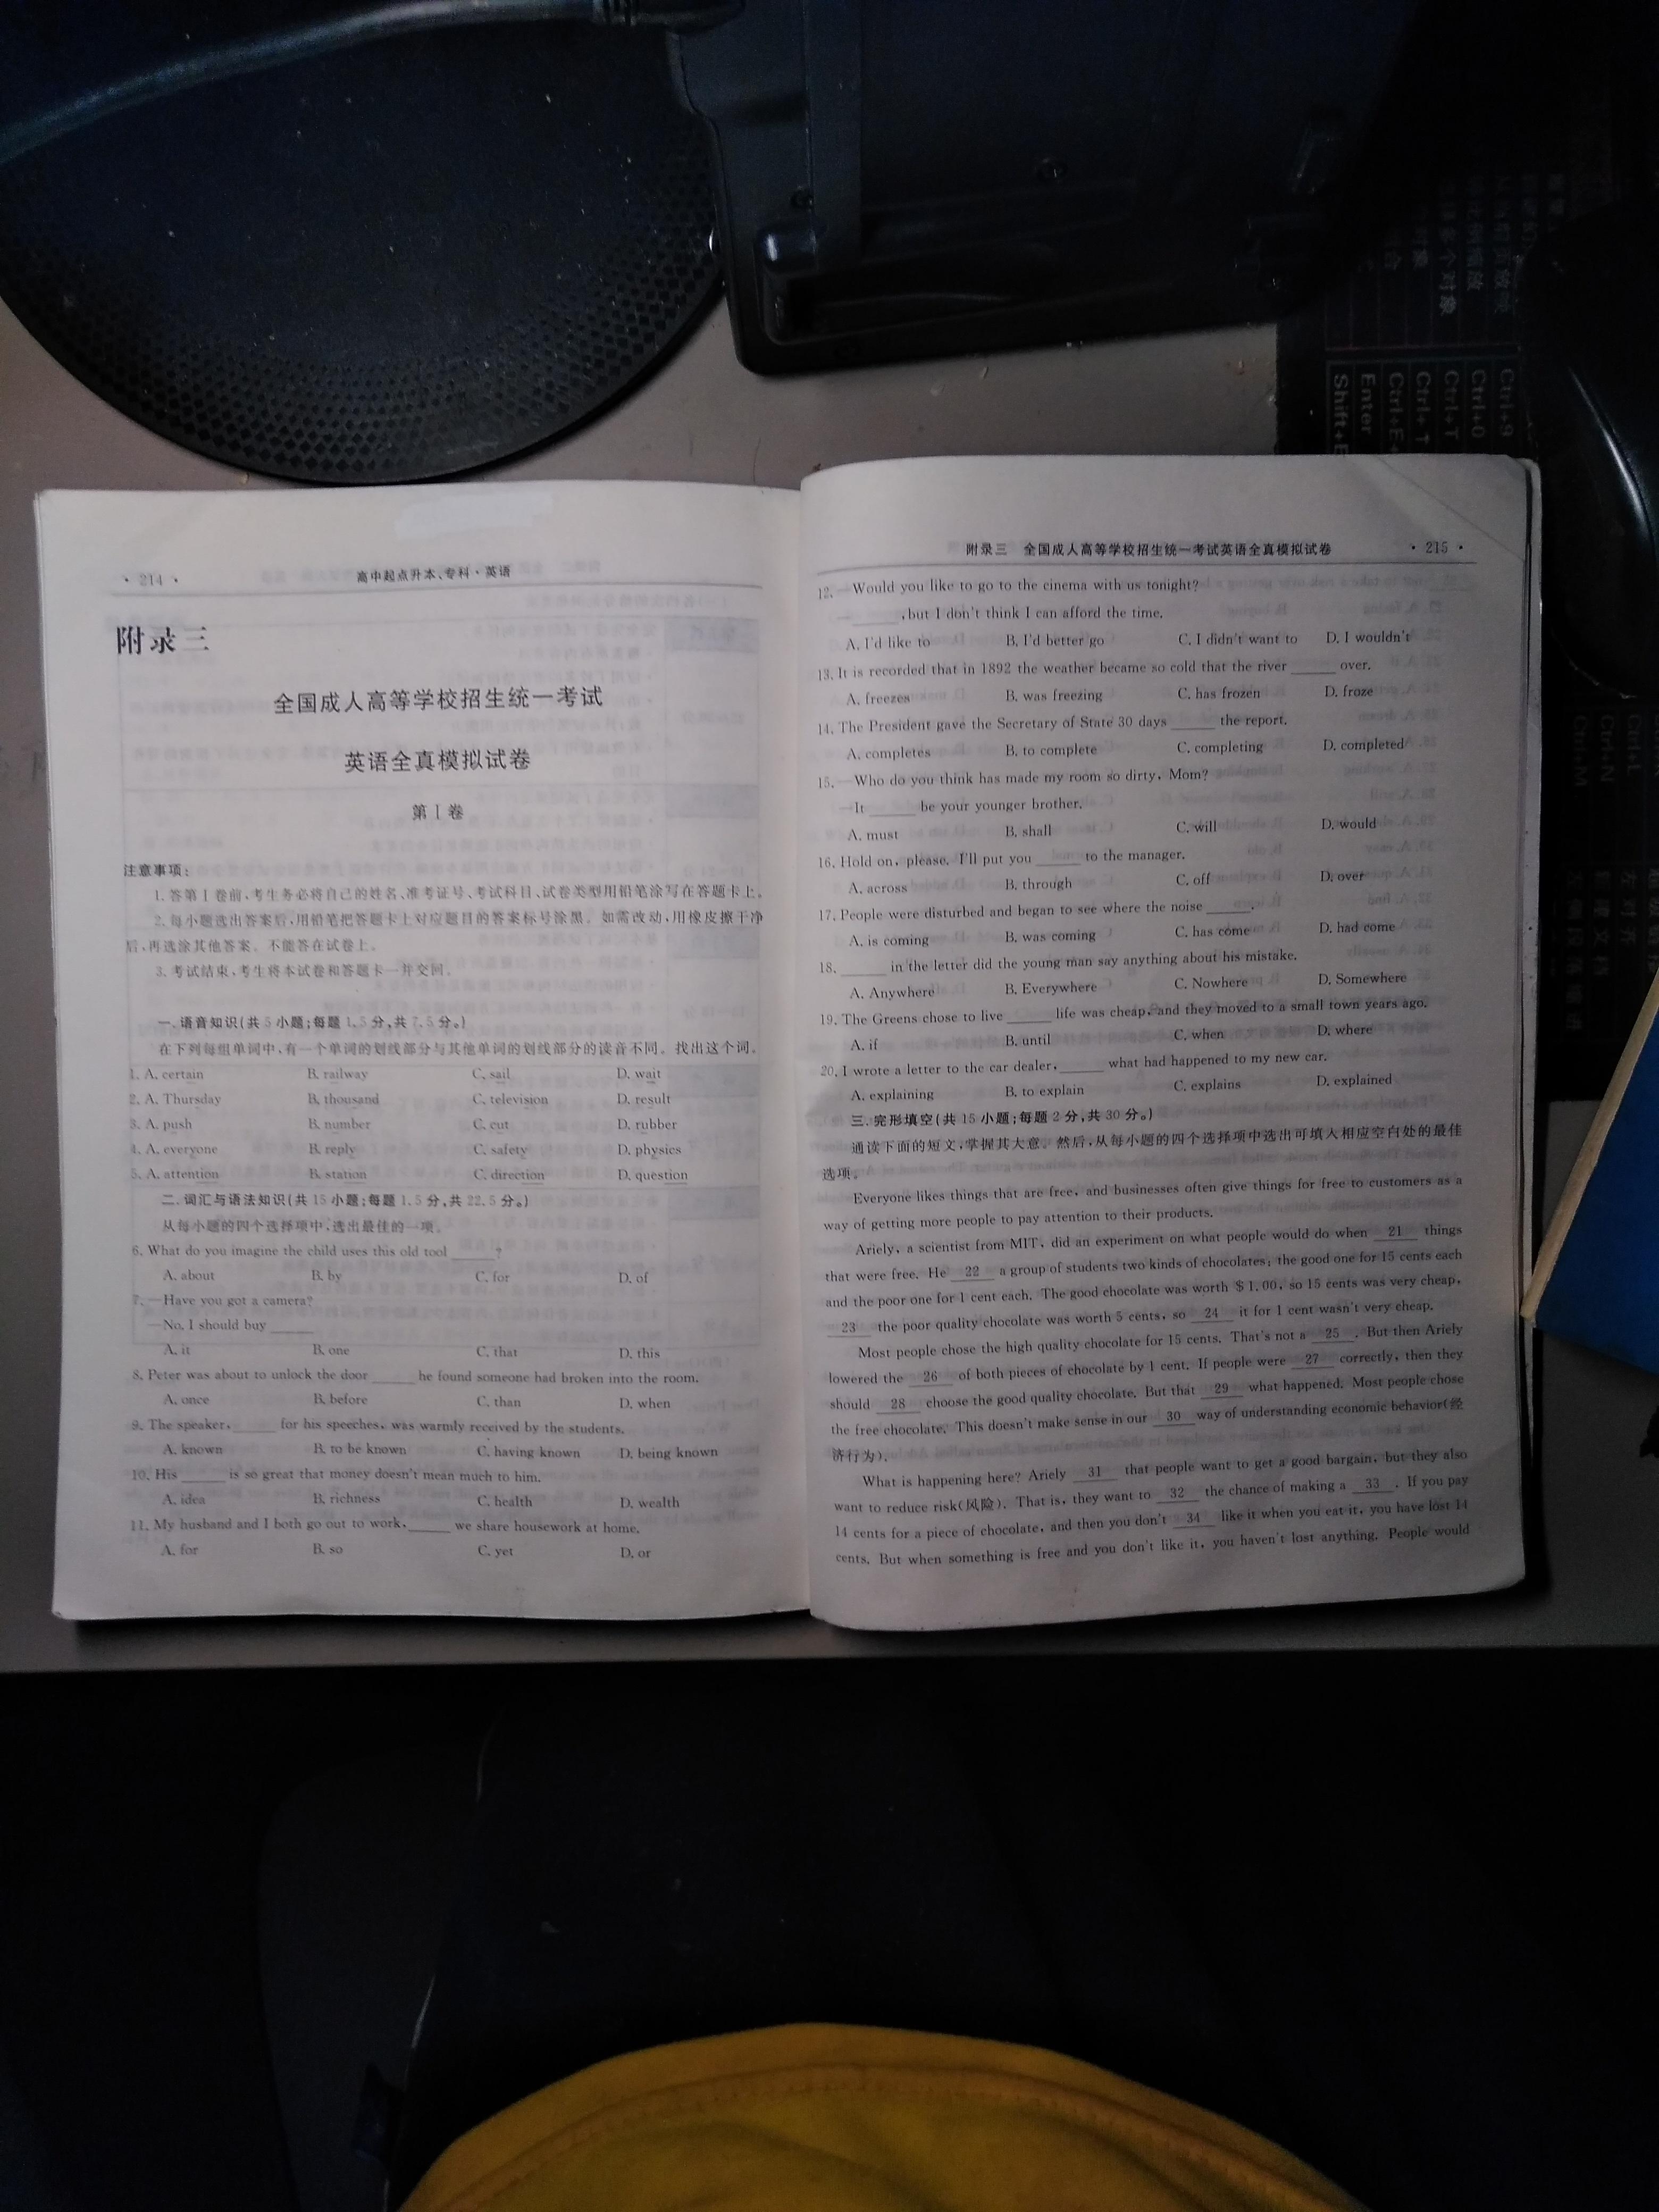 · 214 ·
高中起点升本、专科·英语
附录三
全国成人高等学校招生统一考试
英语全真模拟试卷
第Ⅰ卷
注意事项:
1. 答第Ⅰ卷前,考生务必将自己的姓名、准考证号、考试科目、试卷类型用铅笔涂写在答题卡上。
2. 每小题选出答案后,用铅笔把答题卡上对应题目的答案标号涂黑。如需改动,用橡皮擦干净
后,再选涂其他答案。不能答在试卷上。
3. 考试结束,考生将本试卷和答题卡一并交回。
一、语音知识(共 5 小题;每题 1.5 分,共 7.5 分。)
在下列每组单词中,有一个单词的划线部分与其他单词的划线部分的读音不同。找出这个词。
1. A. certain B. railway C. sail D. wait
2. A. Thursday B. thousand C. television D. result
3. A. push B. number C. cut D. rubber
4. A. everyone B. reply C. safety D. physics
5. A. attention B. station C. direction D. question
二、词汇与语法知识(共 15 小题;每题 1.5 分,共 22.5 分。)
从每小题的四个选择项中,选出最佳的一项。
6. What do you imagine the child uses this old tool _____ ?
A. about B. by C. for D. of
7. —Have you got a camera?
—No. I should buy _____
A. it B. one C. that D. this
8. Peter was about to unlock the door _____ he found someone had broken into the room.
A. once B. before C. than D. when
9. The speaker, _____ for his speeches, was warmly received by the students.
A. known B. to be known C. having known D. being known
10. His _____ is so great that money doesn't mean much to him.
A. idea B. richness C. health D. wealth
11. My husband and I both go out to work, _____ we share housework at home.
A. for B. so C. yet D. or
附录三 全国成人高等学校招生统一考试英语全真模拟试卷
· 215 ·
12. —Would you like to go to the cinema with us tonight?
—_____, but I don't think I can afford the time.
A. I'd like to B. I'd better go C. I didn't want to D. I wouldn't
13. It is recorded that in 1892 the weather became so cold that the river _____ over.
A. freezes B. was freezing C. has frozen D. froze
14. The President gave the Secretary of State 30 days _____ the report.
A. completes B. to complete C. completing D. completed
15. —Who do you think has made my room so dirty, Mom?
—It _____ be your younger brother.
A. must B. shall C. will D. would
16. Hold on, please. I'll put you _____ to the manager.
A. across B. through C. off D. over
17. People were disturbed and began to see where the noise _____.
A. is coming B. was coming C. has come D. had come
18. _____ in the letter did the young man say anything about his mistake.
A. Anywhere B. Everywhere C. Nowhere D. Somewhere
19. The Greens chose to live _____ life was cheap, and they moved to a small town years ago.
A. if B. until C. when D. where
20. I wrote a letter to the car dealer, _____ what had happened to my new car.
A. explaining B. to explain C. explains D. explained
三、完形填空(共 15 小题;每题 2 分,共 30 分。)
通读下面的短文,掌握其大意。然后,从每小题的四个选择项中选出可填入相应空白处的最佳
选项。
Everyone likes things that are free, and businesses often give things for free to customers as a
way of getting more people to pay attention to their products.
Ariely, a scientist from MIT, did an experiment on what people would do when 21 things
that were free. He 22 a group of students two kinds of chocolates; the good one for 15 cents each
and the poor one for 1 cent each. The good chocolate was worth $1.00, so 15 cents was very cheap,
23 the poor quality chocolate was worth 5 cents, so 24 it for 1 cent wasn't very cheap.
Most people chose the high quality chocolate for 15 cents. That's not a 25 . But then Ariely
lowered the 26 of both pieces of chocolate by 1 cent. If people were 27 correctly, then they
should 28 choose the good quality chocolate. But that 29 what happened. Most people chose
the free chocolate. This doesn't make sense in our 30 way of understanding economic behavior(经
济行为).
What is happening here? Ariely 31 that people want to get a good bargain, but they also
want to reduce risk(风险). That is, they want to 32 the chance of making a 33 . If you pay
14 cents for a piece of chocolate, and then you don't 34 like it when you eat it, you have lost 14
cents. But when something is free and you don't like it, you haven't lost anything. People would
Ctrl+9
Ctrl+0
Ctrl+T
Enter
Ctrl+L
Ctrl+N
Ctrl+M